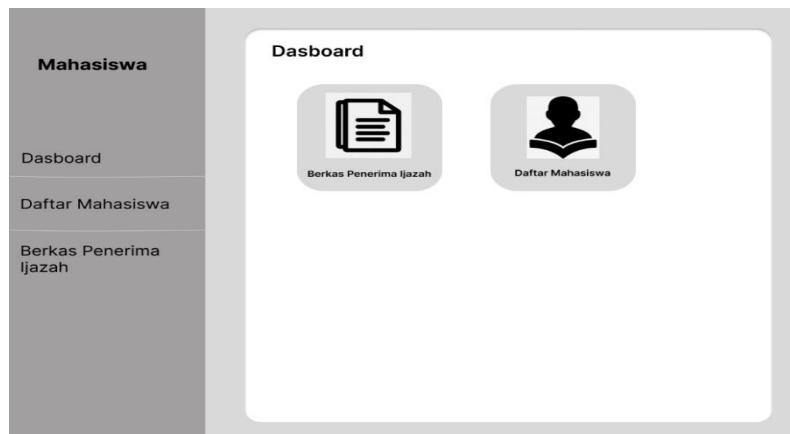 Mahasiswa
Dasboard
Daftar Mahasiswa
Berkas Penerima
Ijazah
Dasboard
Berkas Penerima Ijazah
Daftar Mahasiswa